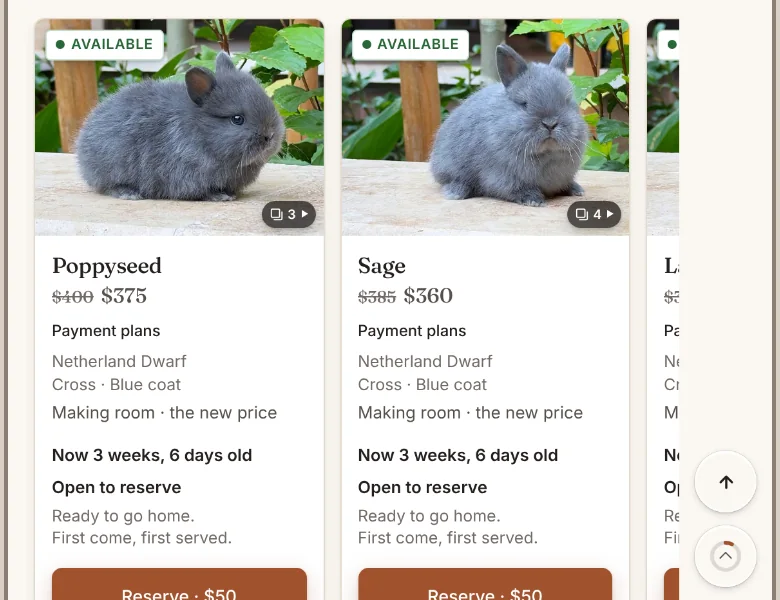 AVAILABLE
3
Poppyseed
$400 $375
Payment plans
Netherland Dwarf
Cross · Blue coat
Making room · the new price
Now 3 weeks, 6 days old
Open to reserve
Ready to go home.
First come, first served.
Reserve · $50
AVAILABLE
4
Sage
$385 $360
Payment plans
Netherland Dwarf
Cross · Blue coat
Making room · the new price
Now 3 weeks, 6 days old
Open to reserve
Ready to go home.
First come, first served.
Reserve · $50